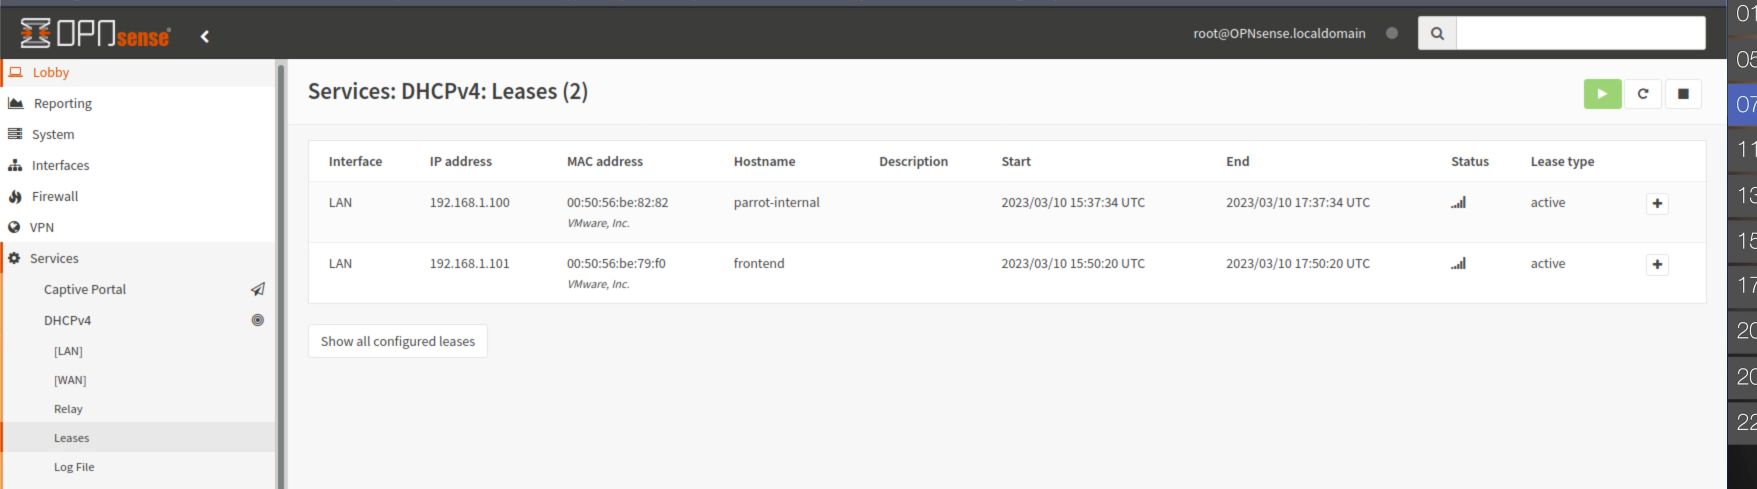 OPNsense
root@OPNsense.localdomain
Lobby
Reporting
System
Interfaces
Firewall
VPN
Services
Captive Portal
DHCPv4
[LAN]
[WAN]
Relay
Leases
Log File
Services: DHCPv4: Leases (2)
Interface IP address MAC address Hostname Description Start End Status Lease type
LAN 192.168.1.100 00:50:56:be:82:82 parrot-internal 2023/03/10 15:37:34 UTC 2023/03/10 17:37:34 UTC active
VMware, Inc.
LAN 192.168.1.101 00:50:56:be:79:f0 frontend 2023/03/10 15:50:20 UTC 2023/03/10 17:50:20 UTC active
VMware, Inc.
Show all configured leases
01
05
07
11
13
15
17
20
20
22